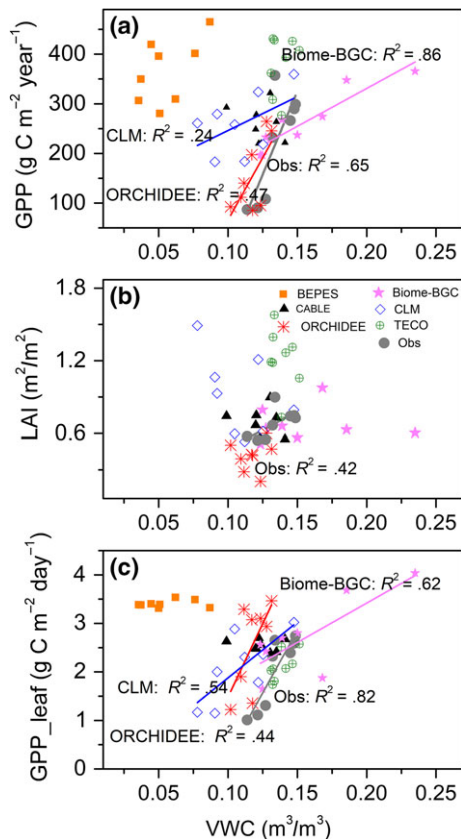 (a)
Biome-BGC: R² = .86
CLM: R² = .24
Obs: R² = .65
ORCHIDEE: R² = .47
GPP (g C m⁻² year⁻¹)
400
300
200
100
0.05 0.10 0.15 0.20 0.25
(b)
BEPES
CABLE
ORCHIDEE
Biome-BGC
CLM
TECO
Obs
Obs: R² = .42
LAI (m²/m²)
1.8
1.2
0.6
0.05 0.10 0.15 0.20 0.25
(c)
Biome-BGC: R² = .62
CLM: R² = .54
Obs: R² = .82
ORCHIDEE: R² = .44
GPP_leaf (g C m⁻² day⁻¹)
4
3
2
1
0
0.05 0.10 0.15 0.20 0.25
VWC (m³/m³)